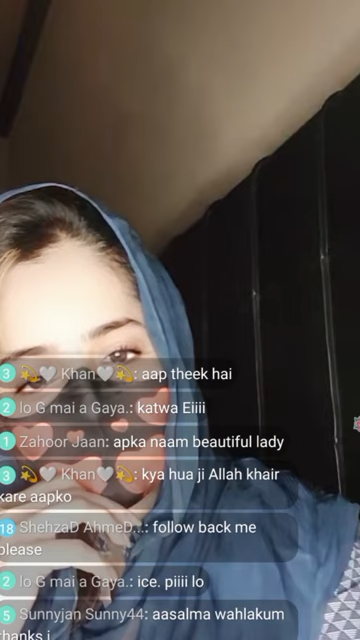 3 💫🤍 Khan🤍💫: aap theek hai
2 lo G mai a Gaya.: katwa Eiiii
1 Zahoor Jaan: apka naam beautiful lady
3 💫🤍 Khan🤍💫: kya hua ji Allah khair
kare aapko
18 ShehzaD AhmeD...: follow back me
please
2 lo G mai a Gaya.: ice. piiii lo
5 Sunnyjan Sunny44: aasalma wahlakum
thanks j